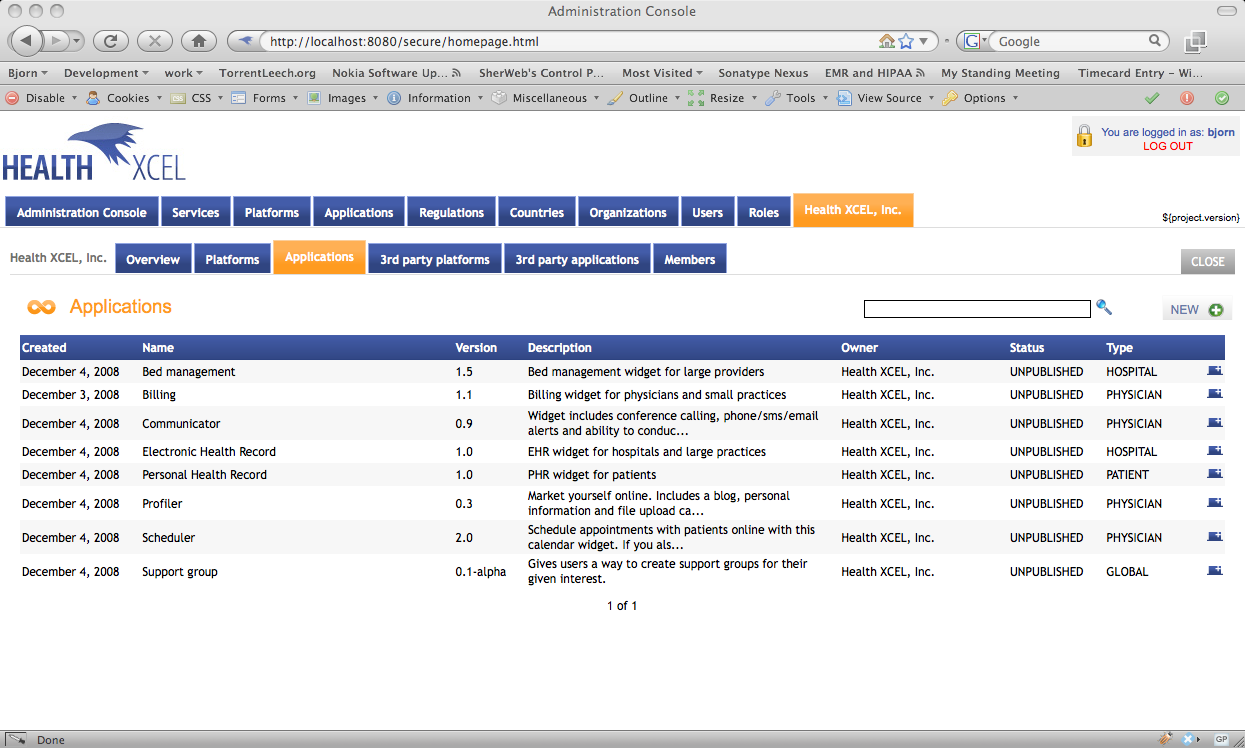 Administration Console
http://localhost:8080/secure/homepage.html
G
Google
Bjorn
Development
work
TorrentLeech.org
Nokia Software Up...
SherWeb's Control P...
Most Visited
Sonatype Nexus
EMR and HIPAA
My Standing Meeting
Timecard Entry – Wi...
Disable
Cookies
CSS
CSS
Forms
Images
Information
Miscellaneous
Outline
Resize
Tools
View Source
Options
HEALTH XCEL
You are logged in as: bjorn
LOG OUT
Administration Console
Services
Platforms
Applications
Regulations
Countries
Organizations
Users
Roles
Health XCEL, Inc.
${project.version}
Health XCEL, Inc.
Overview
Platforms
Applications
3rd party platforms
3rd party applications
Members
CLOSE
Applications
NEW
Created Name Version Description Owner Status Type
December 4, 2008 Bed management 1.5 Bed management widget for large providers Health XCEL, Inc. UNPUBLISHED HOSPITAL
December 3, 2008 Billing 1.1 Billing widget for physicians and small practices Health XCEL, Inc. UNPUBLISHED PHYSICIAN
December 4, 2008 Communicator 0.9 Widget includes conference calling, phone/sms/email
alerts and ability to conduc... Health XCEL, Inc. UNPUBLISHED PHYSICIAN
December 4, 2008 Electronic Health Record 1.0 EHR widget for hospitals and large practices Health XCEL, Inc. UNPUBLISHED HOSPITAL
December 4, 2008 Personal Health Record 1.0 PHR widget for patients Health XCEL, Inc. UNPUBLISHED PATIENT
December 4, 2008 Profiler 0.3 Market yourself online. Includes a blog, personal
information and file upload ca... Health XCEL, Inc. UNPUBLISHED PHYSICIAN
December 4, 2008 Scheduler 2.0 Schedule appointments with patients online with this
calendar widget. If you als... Health XCEL, Inc. UNPUBLISHED PHYSICIAN
December 4, 2008 Support group 0.1-alpha Gives users a way to create support groups for their
given interest. Health XCEL, Inc. UNPUBLISHED GLOBAL
1 of 1
Done
GP